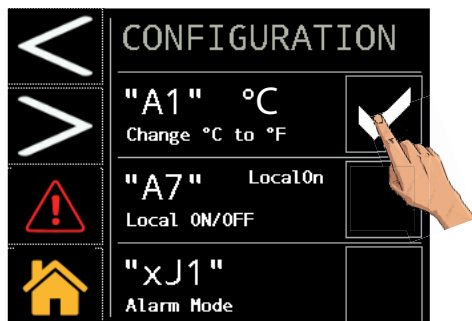 CONFIGURATION
"A1" °C
Change °C to °F
"A7" LocalOn
Local ON/OFF
"xJ1"
Alarm Mode